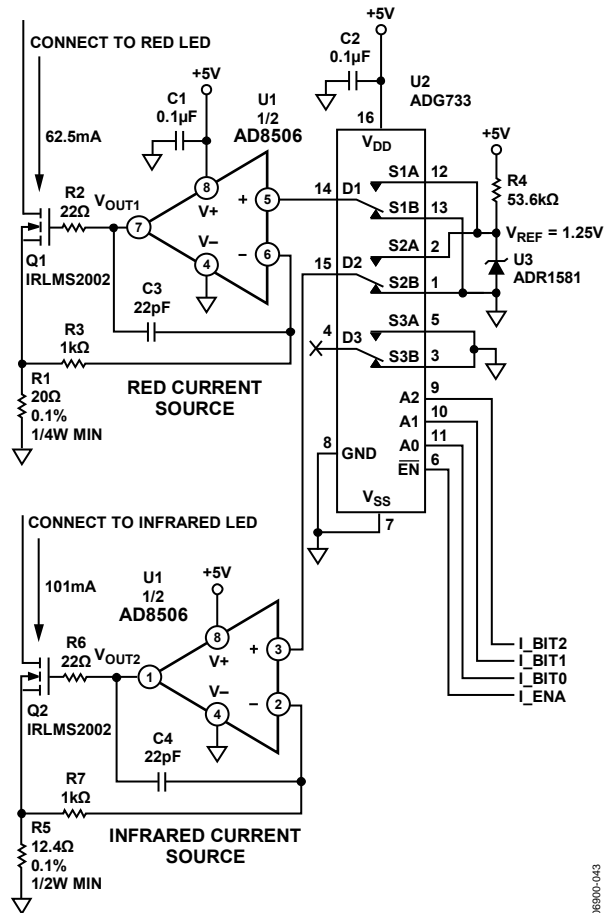 CONNECT TO RED LED
62.5mA
+5V
C1
0.1µF
U1
1/2
AD8506
R2
22Ω
VOUT1
8
V+
7
V–
4
+
5
–
6
Q1
IRLMS2002
C3
22pF
R3
1kΩ
R1
20Ω
0.1%
1/4W MIN
RED CURRENT
SOURCE
+5V
C2
0.1µF
U2
ADG733
16
VDD
14
D1
15
D2
4
D3
S1A
12
S1B
13
S2A
2
S2B
1
S3A
5
S3B
3
A2
9
A1
10
A0
11
EN
6
8
GND
VSS
7
+5V
R4
53.6kΩ
VREF = 1.25V
U3
ADR1581
I_BIT2
I_BIT1
I_BIT0
I_ENA
CONNECT TO INFRARED LED
101mA
U1
1/2
AD8506
+5V
R6
22Ω
VOUT2
8
V+
1
V–
4
+
3
–
2
Q2
IRLMS2002
C4
22pF
R7
1kΩ
R5
12.4Ω
0.1%
1/2W MIN
INFRARED CURRENT
SOURCE
06900-043